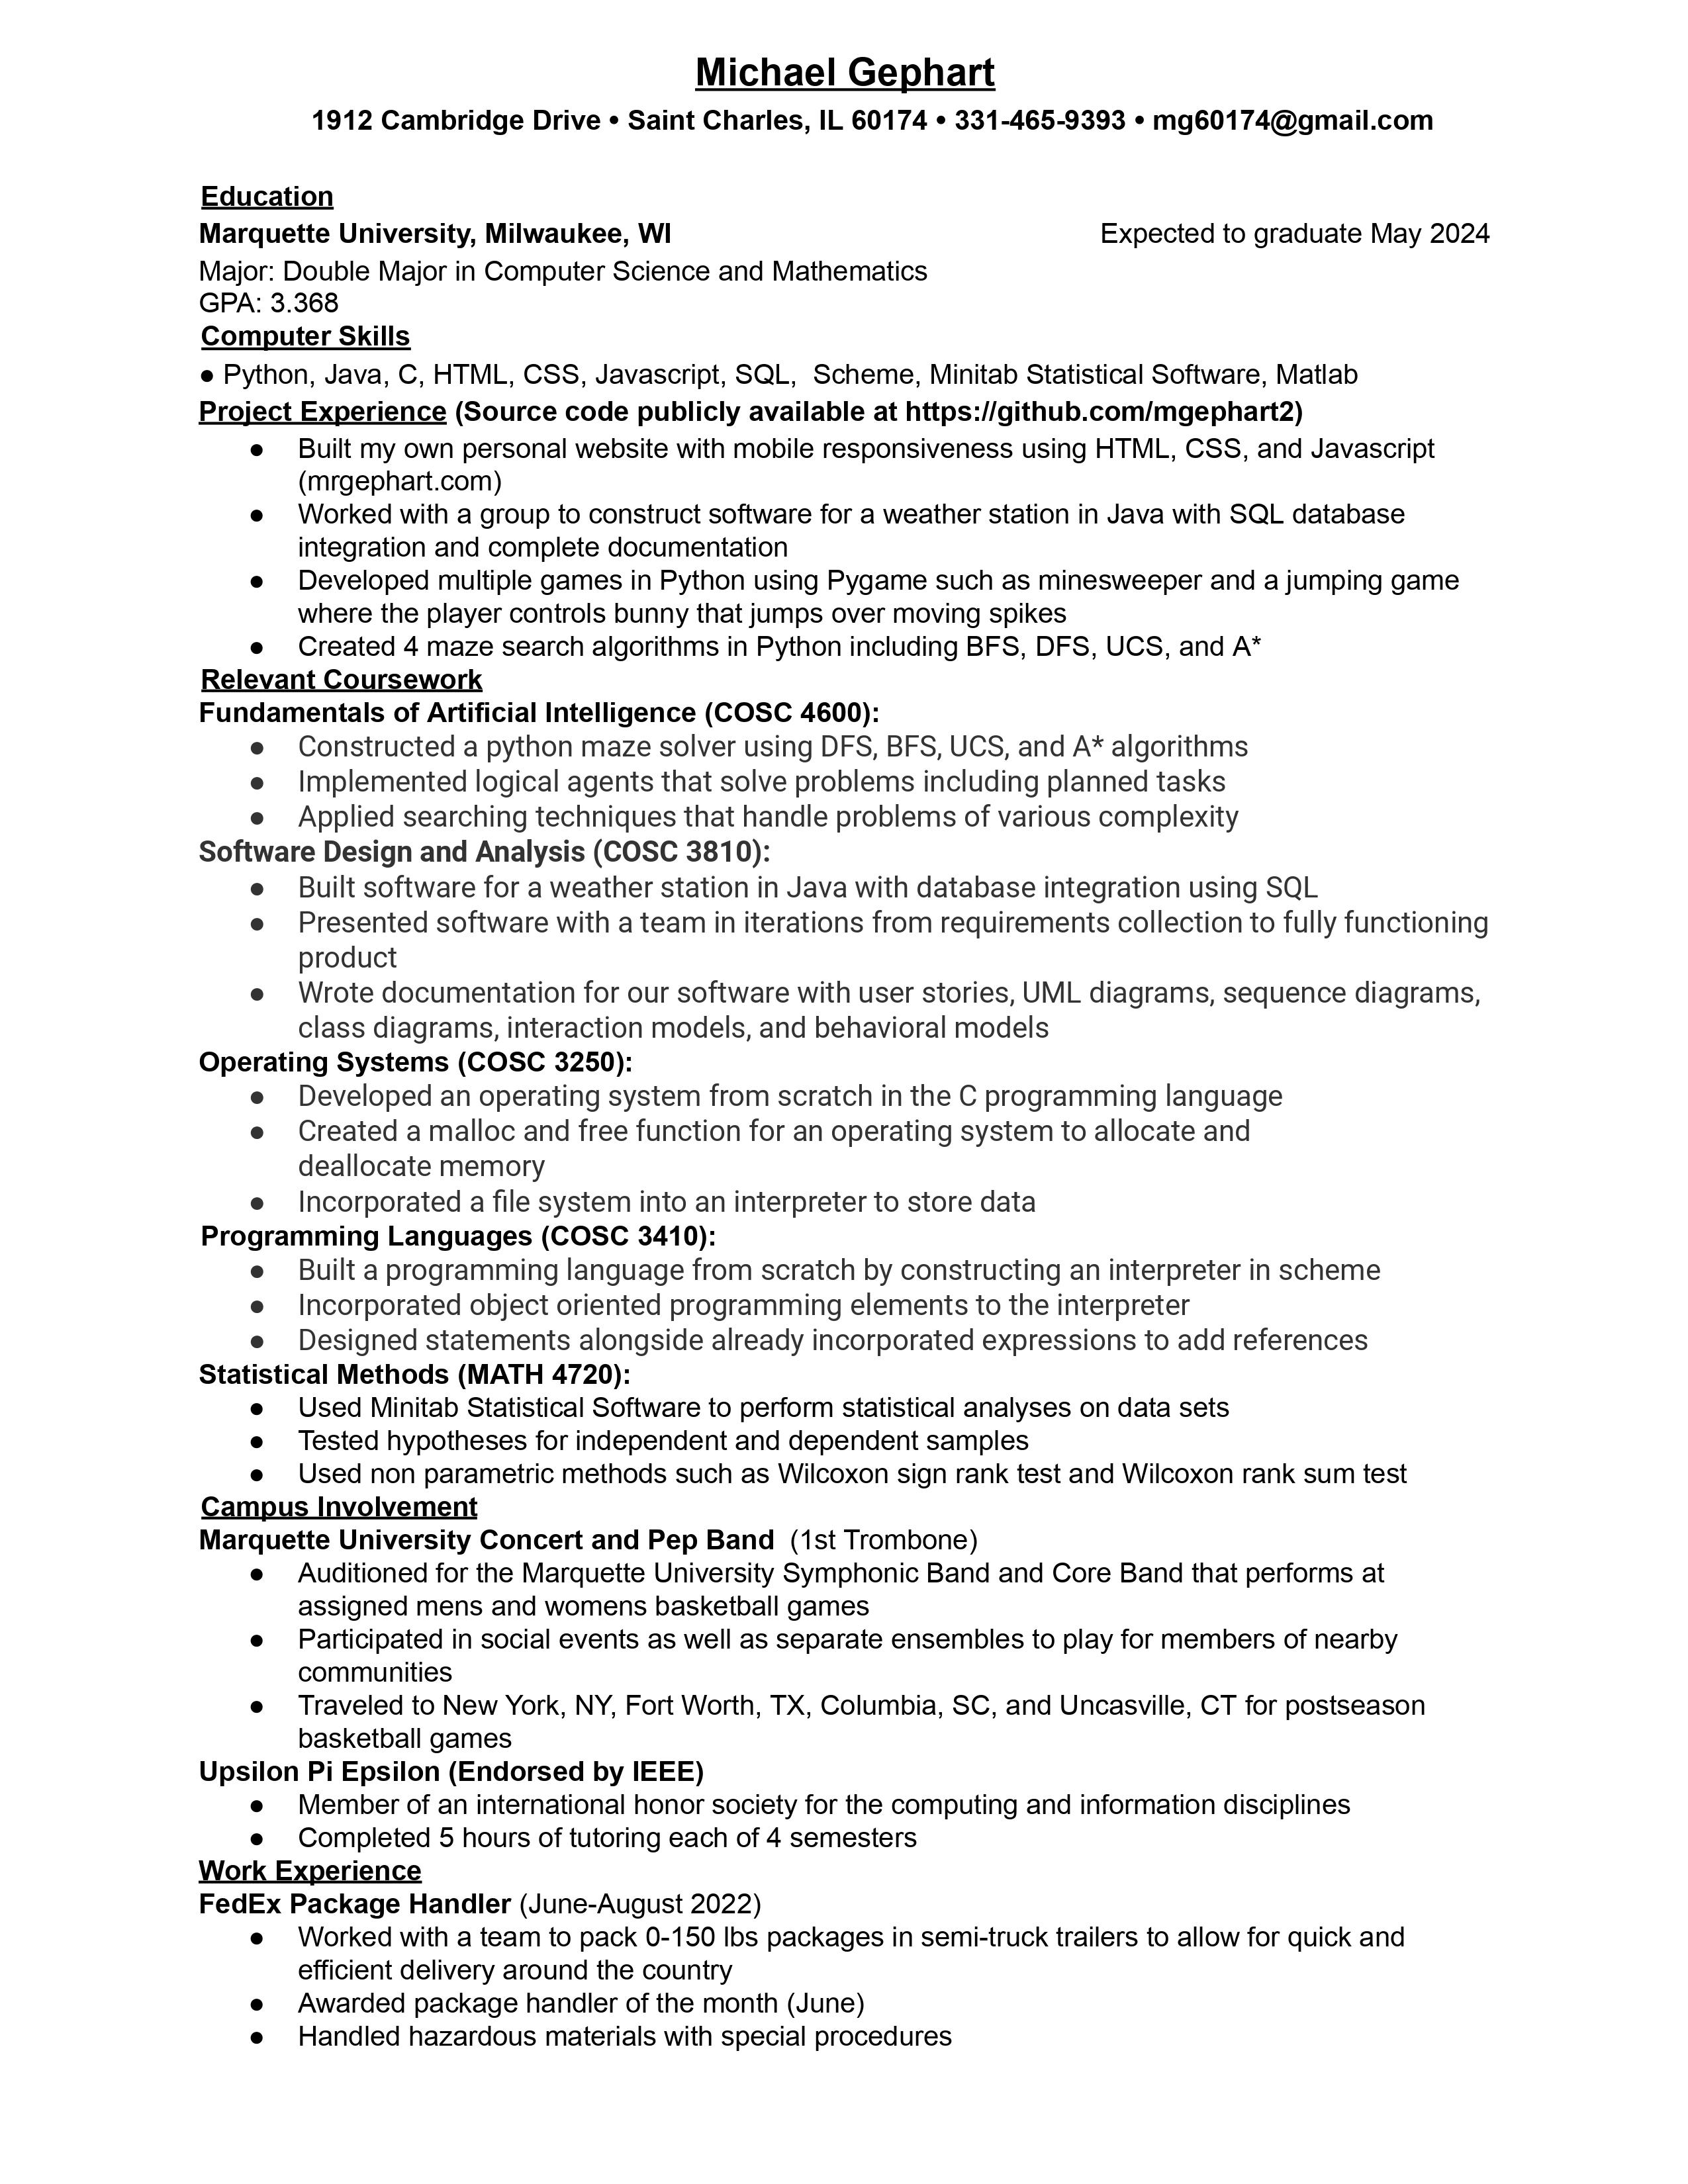 Michael Gephart
1912 Cambridge Drive • Saint Charles, IL 60174 • 331-465-9393 • mg60174@gmail.com
Education
Marquette University, Milwaukee, WI Expected to graduate May 2024
Major: Double Major in Computer Science and Mathematics
GPA: 3.368
Computer Skills
● Python, Java, C, HTML, CSS, Javascript, SQL,  Scheme, Minitab Statistical Software, Matlab
Project Experience (Source code publicly available at https://github.com/mgephart2)
● Built my own personal website with mobile responsiveness using HTML, CSS, and Javascript
(mrgephart.com)
● Worked with a group to construct software for a weather station in Java with SQL database
integration and complete documentation
● Developed multiple games in Python using Pygame such as minesweeper and a jumping game
where the player controls bunny that jumps over moving spikes
● Created 4 maze search algorithms in Python including BFS, DFS, UCS, and A*
Relevant Coursework
Fundamentals of Artificial Intelligence (COSC 4600):
● Constructed a python maze solver using DFS, BFS, UCS, and A* algorithms
● Implemented logical agents that solve problems including planned tasks
● Applied searching techniques that handle problems of various complexity
Software Design and Analysis (COSC 3810):
● Built software for a weather station in Java with database integration using SQL
● Presented software with a team in iterations from requirements collection to fully functioning
product
● Wrote documentation for our software with user stories, UML diagrams, sequence diagrams,
class diagrams, interaction models, and behavioral models
Operating Systems (COSC 3250):
● Developed an operating system from scratch in the C programming language
● Created a malloc and free function for an operating system to allocate and
deallocate memory
● Incorporated a file system into an interpreter to store data
Programming Languages (COSC 3410):
● Built a programming language from scratch by constructing an interpreter in scheme
● Incorporated object oriented programming elements to the interpreter
● Designed statements alongside already incorporated expressions to add references
Statistical Methods (MATH 4720):
● Used Minitab Statistical Software to perform statistical analyses on data sets
● Tested hypotheses for independent and dependent samples
● Used non parametric methods such as Wilcoxon sign rank test and Wilcoxon rank sum test
Campus Involvement
Marquette University Concert and Pep Band  (1st Trombone)
● Auditioned for the Marquette University Symphonic Band and Core Band that performs at
assigned mens and womens basketball games
● Participated in social events as well as separate ensembles to play for members of nearby
communities
● Traveled to New York, NY, Fort Worth, TX, Columbia, SC, and Uncasville, CT for postseason
basketball games
Upsilon Pi Epsilon (Endorsed by IEEE)
● Member of an international honor society for the computing and information disciplines
● Completed 5 hours of tutoring each of 4 semesters
Work Experience
FedEx Package Handler (June-August 2022)
● Worked with a team to pack 0-150 lbs packages in semi-truck trailers to allow for quick and
efficient delivery around the country
● Awarded package handler of the month (June)
● Handled hazardous materials with special procedures